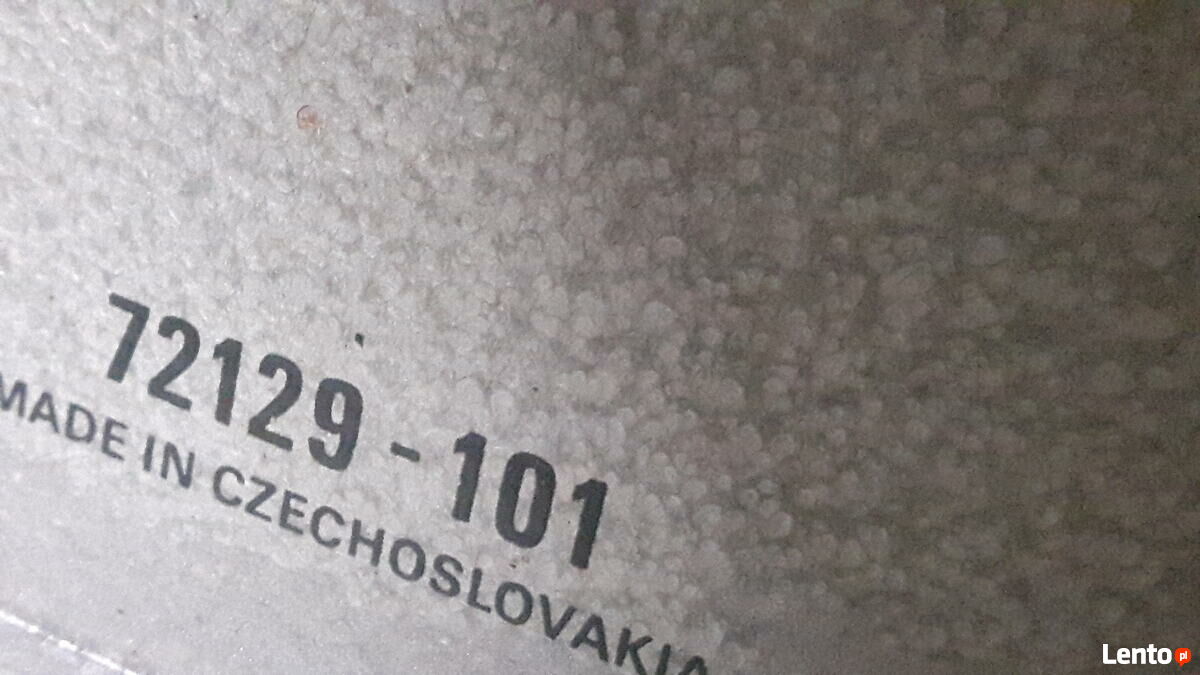 72129 - 101
MADE IN CZECHOSLOVAKIA
Lento.pl